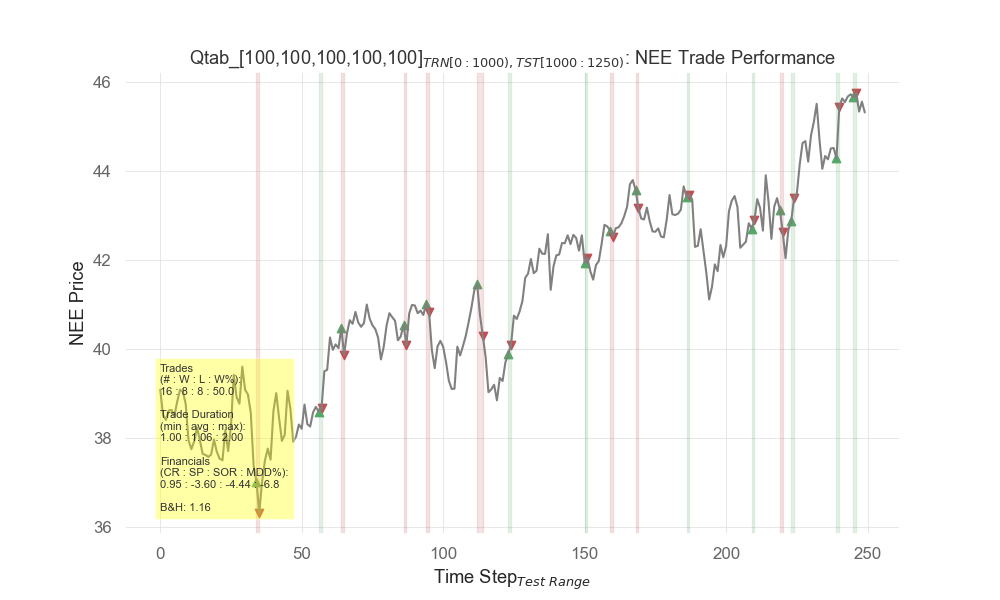 Qtab_[100,100,100,100,100]TRN[0 : 1000), TST[1000 : 1250): NEE Trade Performance
46
44
42
40
38
36
NEE Price
Trades
(# : W : L : W%):
16 : 8 : 8 : 50.0
Trade Duration
(min : avg : max):
1.00 : 1.06 : 2.00
Financials
(CR : SP : SOR : MDD%):
0.95 : -3.60 : -4.44 : -6.8
B&H: 1.16
0 50 100 150 200 250
Time StepTest Range